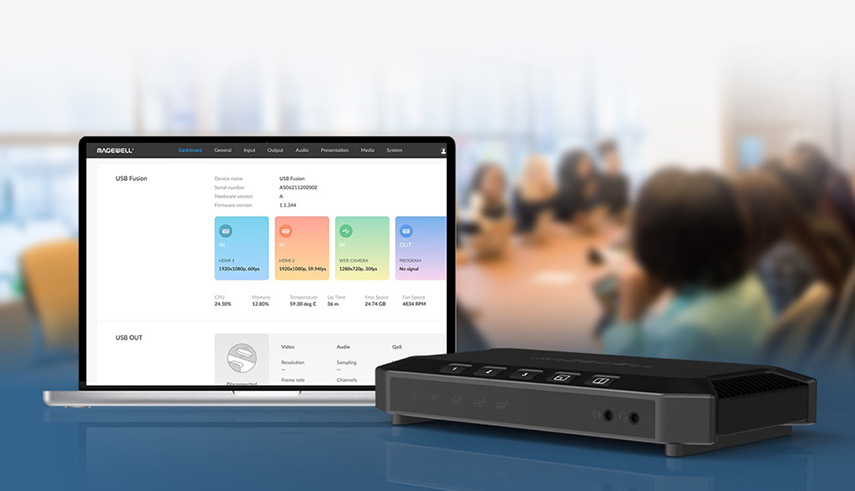 MAGEWELL
Dashboard General Input Output Audio Presentation Media System
USB Fusion
Device name USB Fusion
Serial number A306211202002
Hardware version A
Firmware version 1.1.344
IN IN IN OUT
HDMI 1 HDMI 2 WEB CAMERA PROGRAM
1920x1080p, 60fps 1920x1080p, 59.94fps 1280x720p, 30fps No signal
CPU Memory Temperature Up Time Free Space Fan Speed
24.50% 12.80% 59.30 deg C 36 m 24.74 GB 4834 RPM
USB OUT
Video Audio QoS
Resolution Sampling
-- --
Frame rate Channels
Disconnected
1 2 3